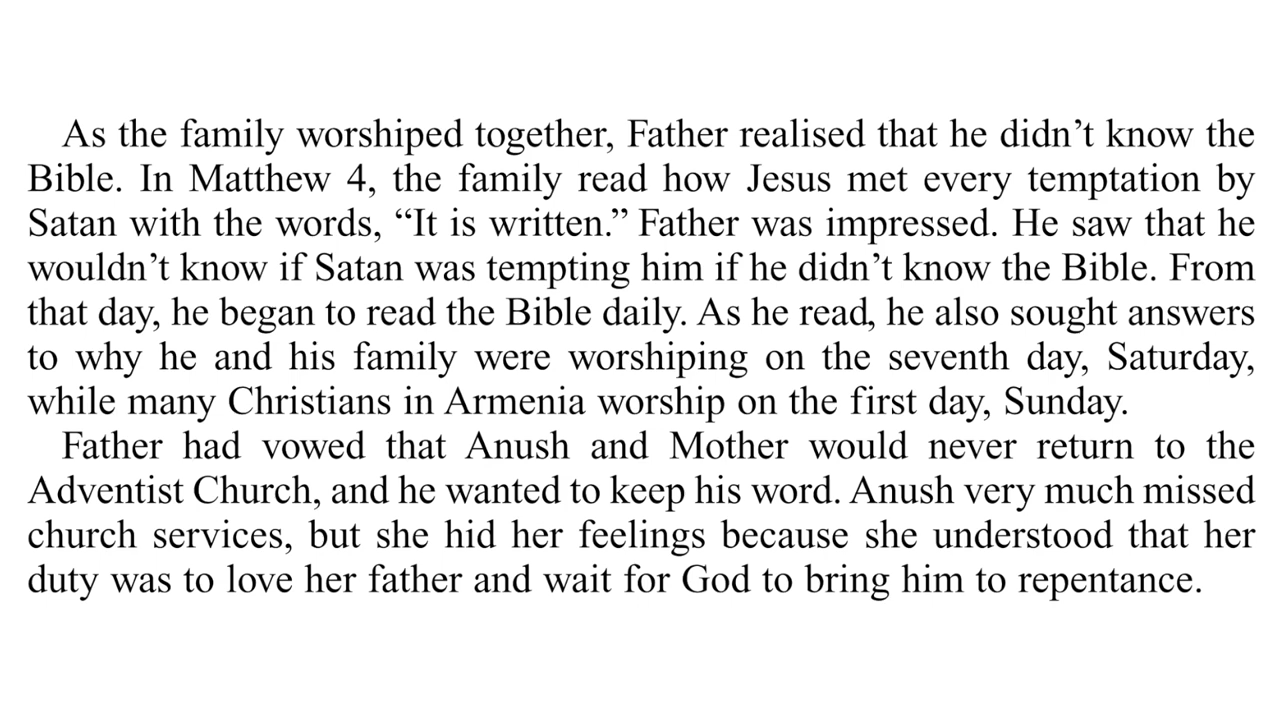 As the family worshiped together, Father realised that he didn’t know the
Bible. In Matthew 4, the family read how Jesus met every temptation by
Satan with the words, “It is written.” Father was impressed. He saw that he
wouldn’t know if Satan was tempting him if he didn’t know the Bible. From
that day, he began to read the Bible daily. As he read, he also sought answers
to why he and his family were worshiping on the seventh day, Saturday,
while many Christians in Armenia worship on the first day, Sunday.
Father had vowed that Anush and Mother would never return to the
Adventist Church, and he wanted to keep his word. Anush very much missed
church services, but she hid her feelings because she understood that her
duty was to love her father and wait for God to bring him to repentance.